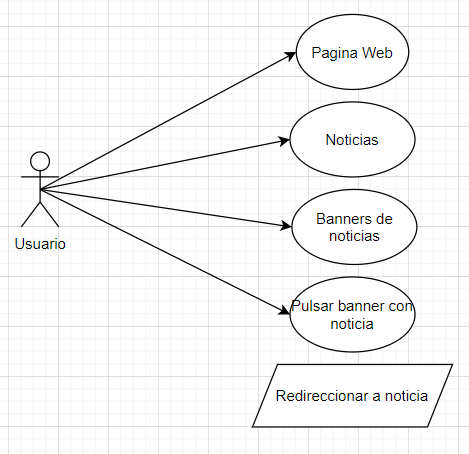 Pagina Web
Noticias
Banners de
noticias
Usuario
Pulsar banner con
noticia
Redireccionar a noticia